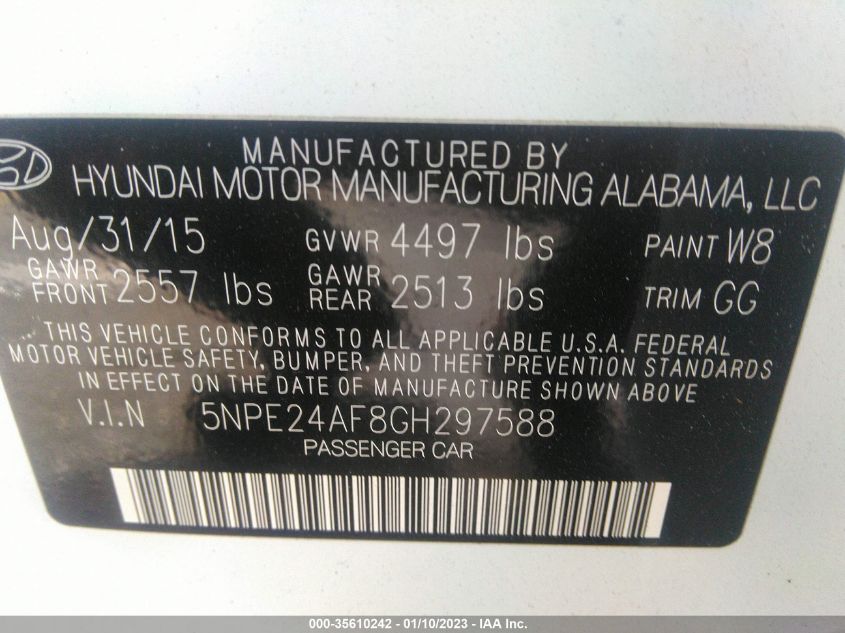 MANUFACTURED BY
HYUNDAI MOTOR MANUFACTURING ALABAMA, LLC
Aug/31/15 GVWR 4497 lbs PAINT W8
GAWR FRONT 2557 lbs GAWR REAR 2513 lbs TRIM GG
THIS VEHICLE CONFORMS TO ALL APPLICABLE U.S.A. FEDERAL
MOTOR VEHICLE SAFETY, BUMPER, AND THEFT PREVENTION STANDARDS
IN EFFECT ON THE DATE OF MANUFACTURE SHOWN ABOVE
V.I.N 5NPE24AF8GH297588
PASSENGER CAR
000-35610242 - 01/10/2023 - IAA Inc.